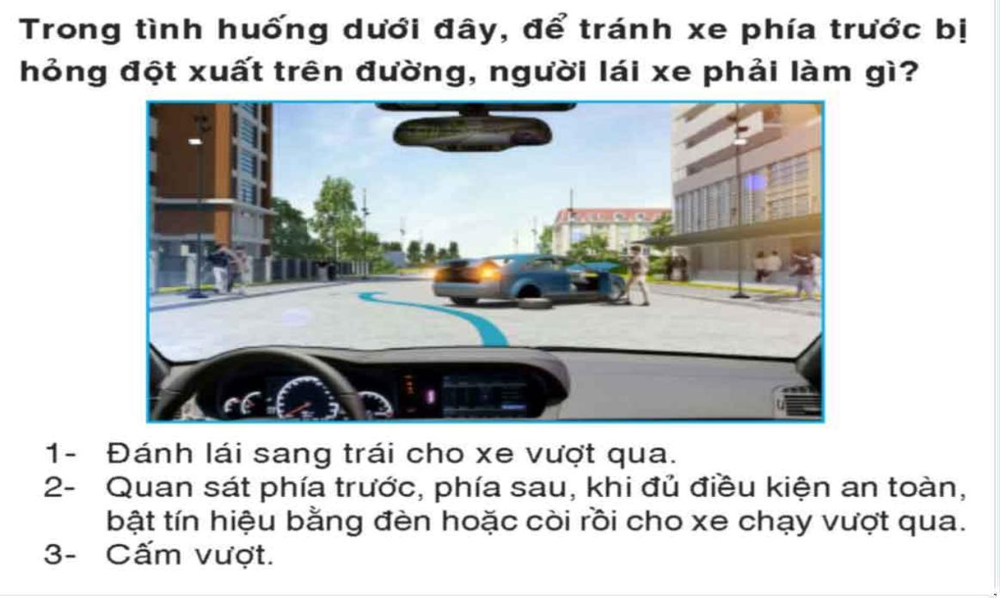 Trong tình huống dưới đây, để tránh xe phía trước bị
hỏng đột xuất trên đường, người lái xe phải làm gì?
1- Đánh lái sang trái cho xe vượt qua.
2- Quan sát phía trước, phía sau, khi đủ điều kiện an toàn,
bật tín hiệu bằng đèn hoặc còi rồi cho xe chạy vượt qua.
3- Cấm vượt.